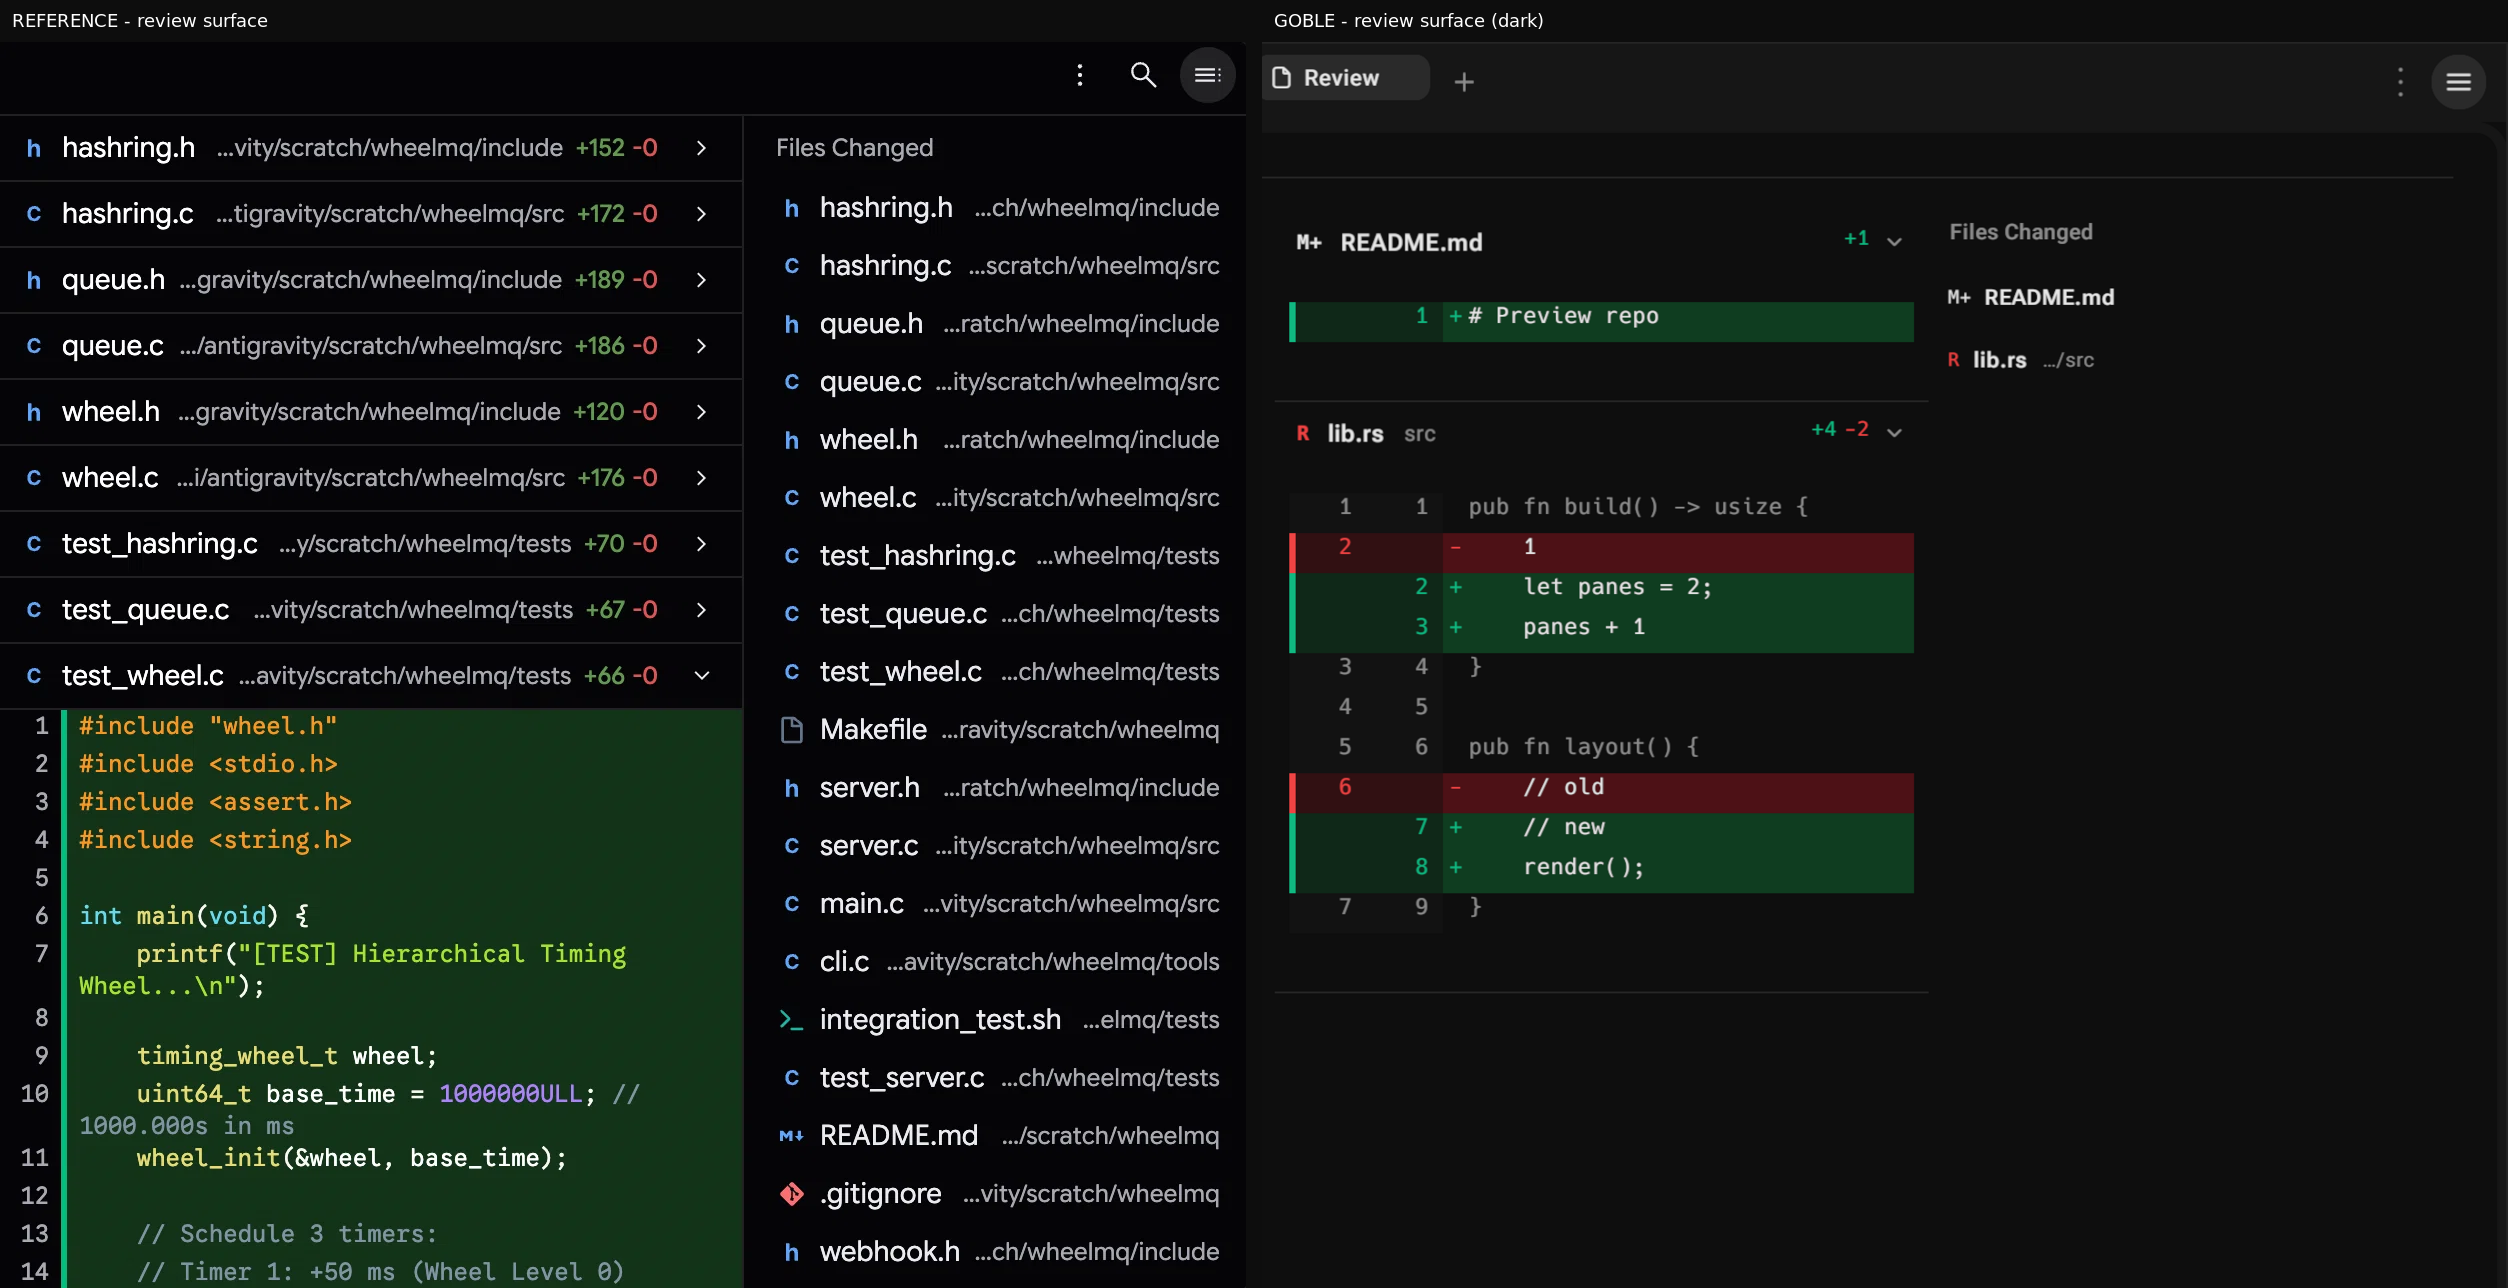 REFERENCE - review surface
h hashring.h ...vity/scratch/wheelmq/include +152 -0
C hashring.c ...tigravity/scratch/wheelmq/src +172 -0
h queue.h ...gravity/scratch/wheelmq/include +189 -0
C queue.c .../antigravity/scratch/wheelmq/src +186 -0
h wheel.h ...gravity/scratch/wheelmq/include +120 -0
C wheel.c ...i/antigravity/scratch/wheelmq/src +176 -0
C test_hashring.c ...y/scratch/wheelmq/tests +70 -0
C test_queue.c ...vity/scratch/wheelmq/tests +67 -0
C test_wheel.c ...avity/scratch/wheelmq/tests +66 -0
1 #include "wheel.h"
2 #include <stdio.h>
3 #include <assert.h>
4 #include <string.h>
5
6 int main(void) {
7     printf("[TEST] Hierarchical Timing
Wheel...\n");
8
9     timing_wheel_t wheel;
10     uint64_t base_time = 1000000ULL; //
1000.000s in ms
11     wheel_init(&wheel, base_time);
12
13     // Schedule 3 timers:
14     // Timer 1: +50 ms (Wheel Level 0)
Files Changed
h hashring.h ...ch/wheelmq/include
C hashring.c ...scratch/wheelmq/src
h queue.h ...ratch/wheelmq/include
C queue.c ...ity/scratch/wheelmq/src
h wheel.h ...ratch/wheelmq/include
C wheel.c ...ity/scratch/wheelmq/src
C test_hashring.c ...wheelmq/tests
C test_queue.c ...ch/wheelmq/tests
C test_wheel.c ...ch/wheelmq/tests
Makefile ...ravity/scratch/wheelmq
h server.h ...ratch/wheelmq/include
C server.c ...ity/scratch/wheelmq/src
C main.c ...vity/scratch/wheelmq/src
C cli.c ...avity/scratch/wheelmq/tools
>_ integration_test.sh ...elmq/tests
C test_server.c ...ch/wheelmq/tests
M↓ README.md .../scratch/wheelmq
.gitignore ...vity/scratch/wheelmq
h webhook.h ...ch/wheelmq/include
GOBLE - review surface (dark)
Review +
M+ README.md +1
1 + # Preview repo
R lib.rs src +4 -2
1 1 pub fn build() -> usize {
2 -     1
2 +     let panes = 2;
3 +     panes + 1
3 4 }
4 5
5 6 pub fn layout() {
6 -     // old
7 +     // new
8 +     render();
7 9 }
Files Changed
M+ README.md
R lib.rs .../src